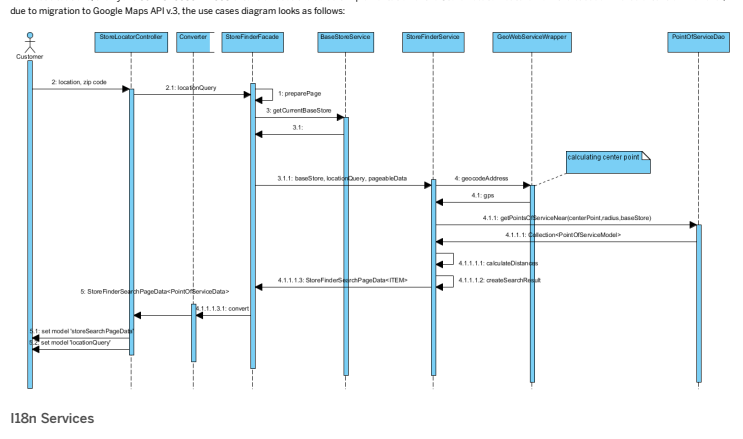 due to migration to Google Maps API v.3, the use cases diagram looks as follows:
StoreLocatorController
Converter
StoreFinderFacade
BaseStoreService
StoreFinderService
GeoWebServiceWrapper
PointOfServiceDao
Customer
2: location, zip code
2.1: locationQuery
1: preparePage
3: getCurrentBaseStore
3.1:
calculating center point
3.1.1: baseStore, locationQuery, pageableData
4: geocodeAddress
4.1: gps
4.1.1: getPointsOfServiceNear(centerPoint,radius,baseStore)
4.1.1.1: Collection<PointOfServiceModel>
4.1.1.1.1: calculateDistances
4.1.1.1.2: createSearchResult
4.1.1.1.3: StoreFinderSearchPageData<ITEM>
5: StoreFinderSearchPageData<PointOfServiceData>
4.1.1.1.3.1: convert
5.1: set model 'storeSearchPageData'
5.2: set model 'locationQuery'
I18n Services